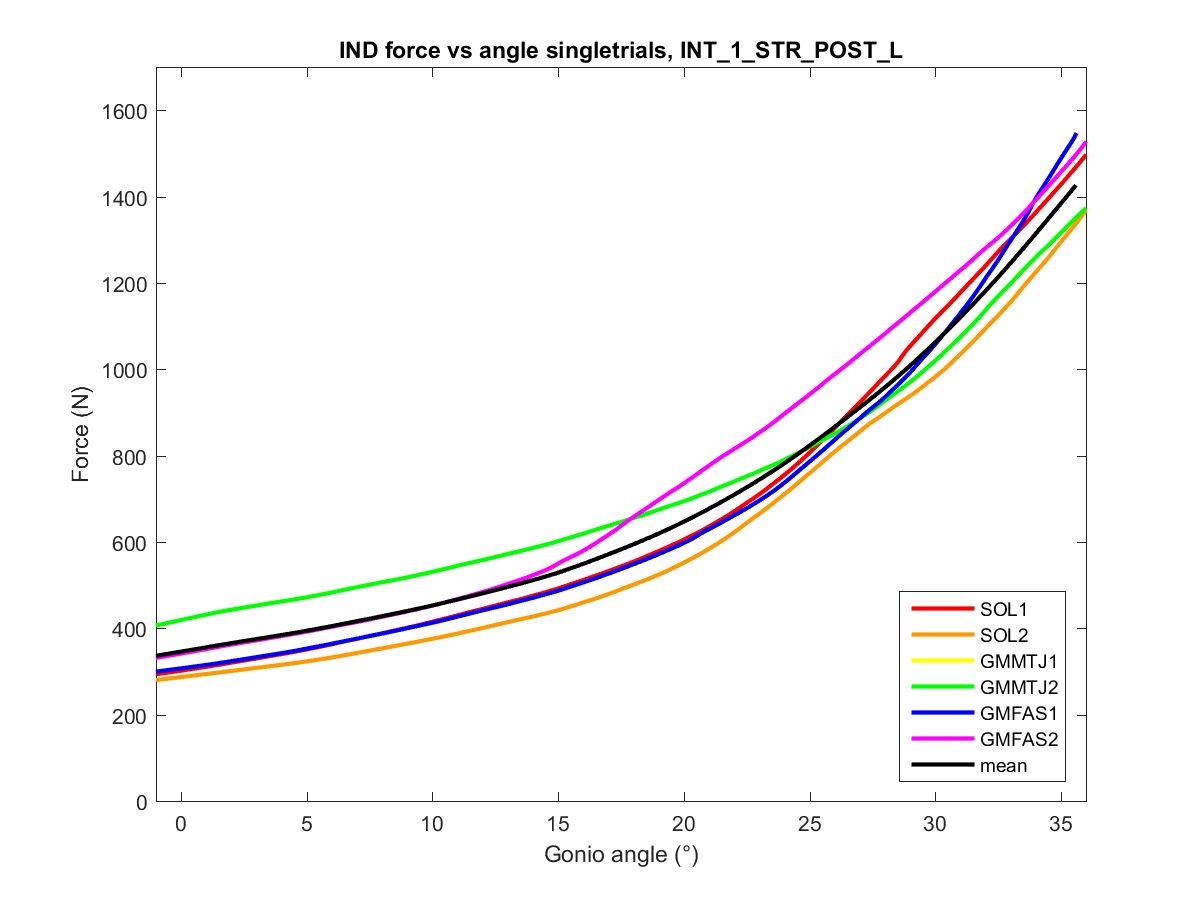 IND force vs angle singletrials, INT_1_STR_POST_L
1600
1400
1200
1000
800
600
400
200
0
Force (N)
0 5 10 15 20 25 30 35
Gonio angle (°)
SOL1
SOL2
GMMTJ1
GMMTJ2
GMFAS1
GMFAS2
mean